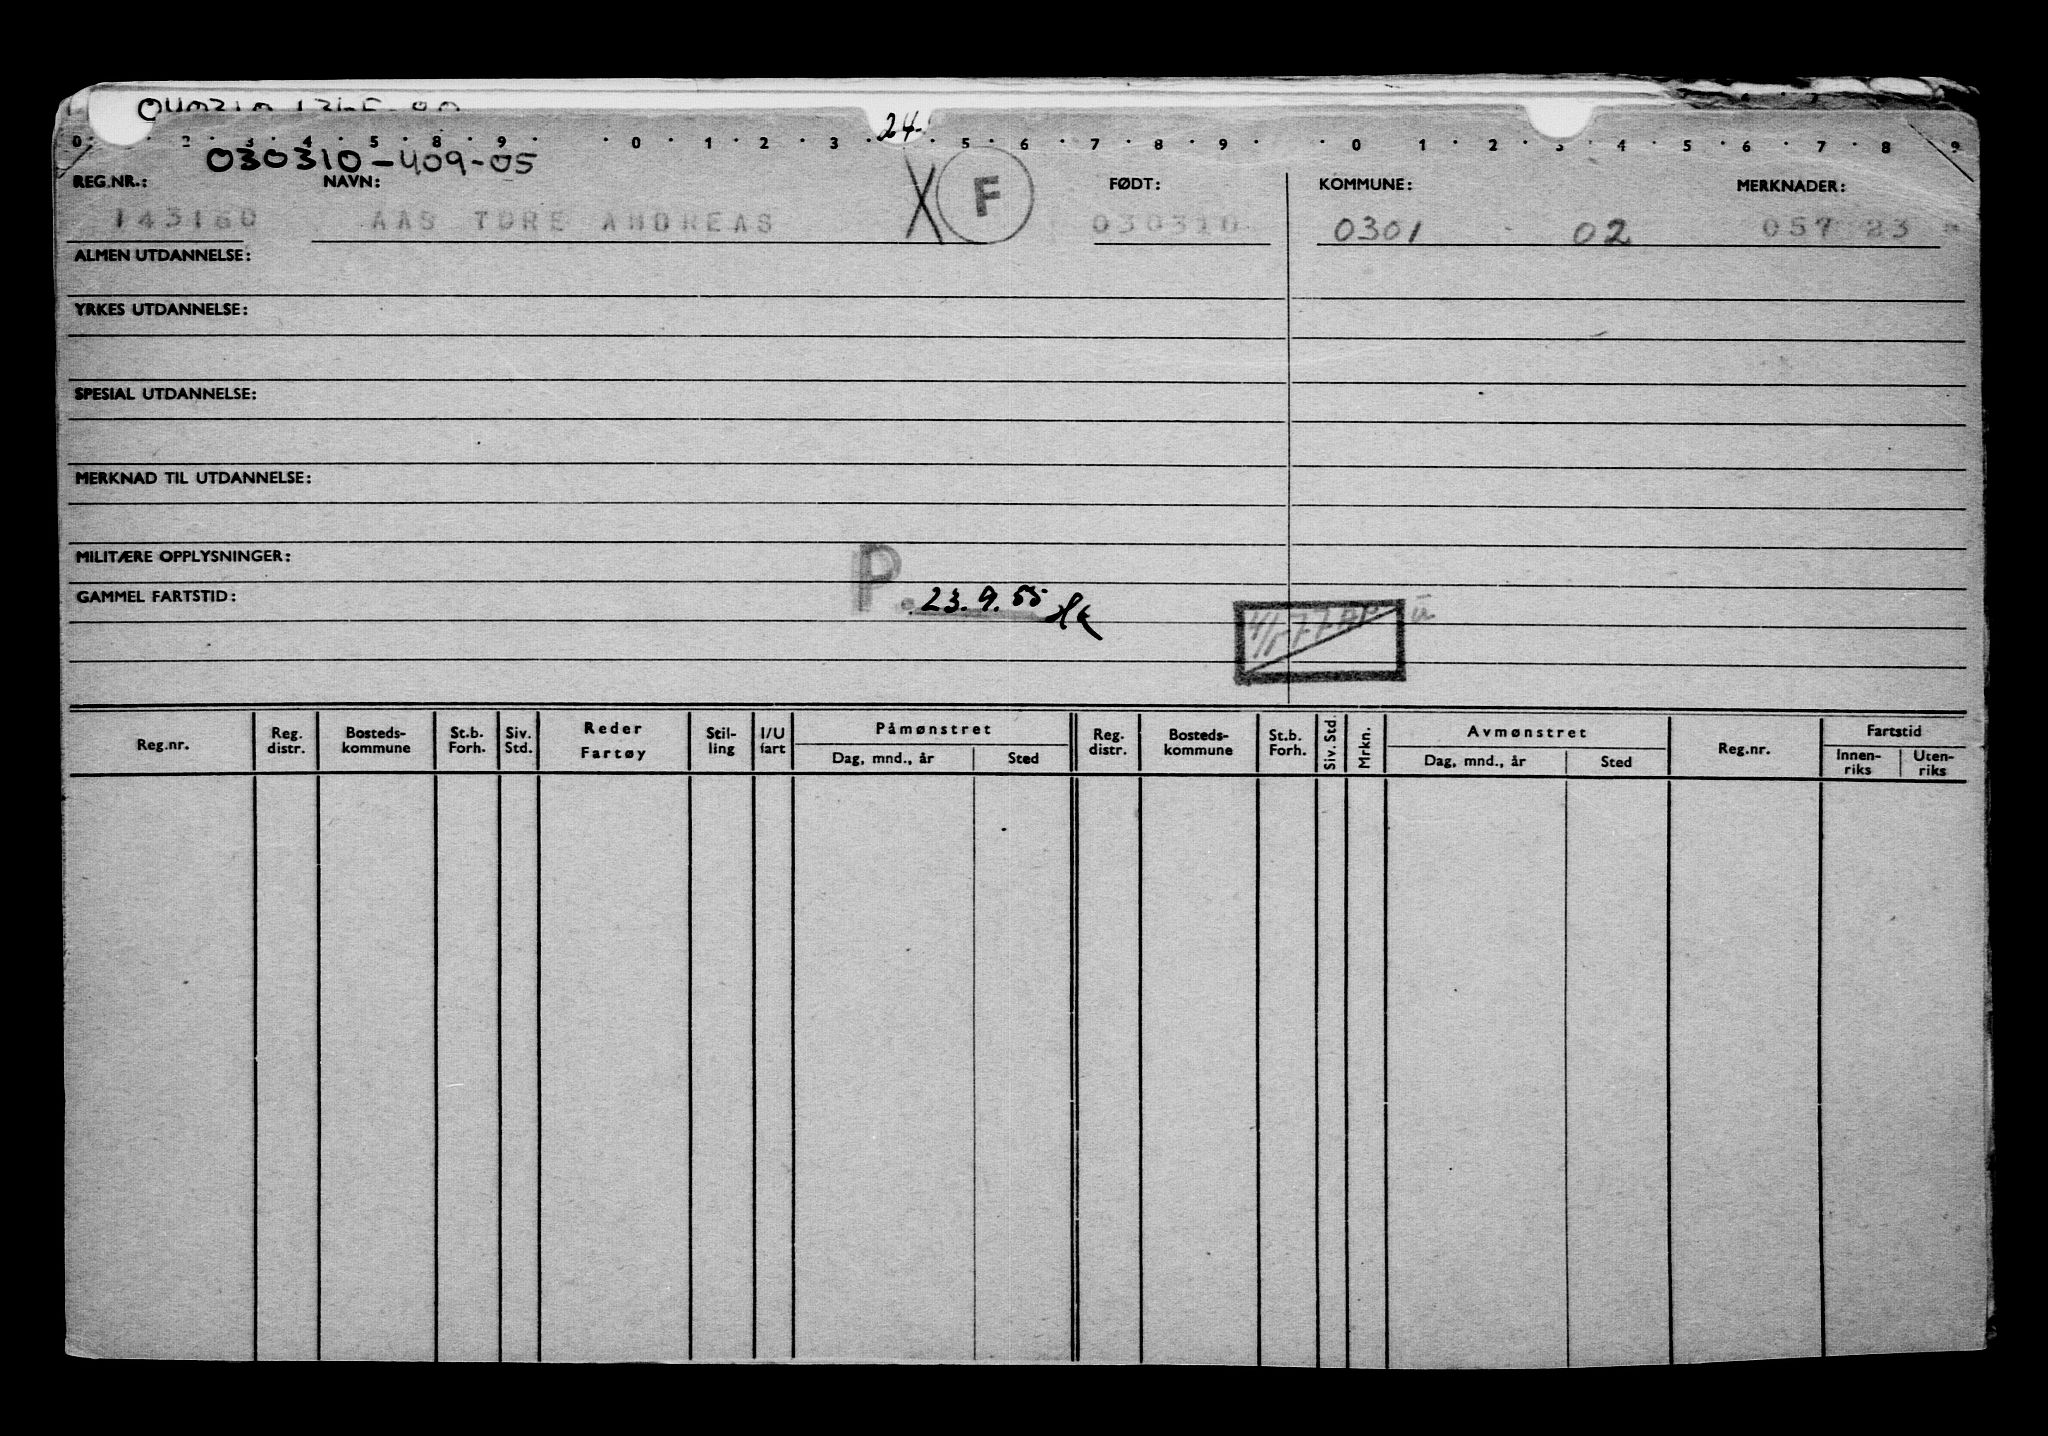 24
0 · 2 · 3 · 4 · 5 · 8 · 9 · · 0 · 1 · 2 · 3 · · 5 · 6 · 7 · 8 · 9 · · 0 · 1 · 2 · 3 · 4 · 5 · 6 · 7 · 8 · 9
030310-409-05
REG.NR.: NAVN: FØDT: KOMMUNE: MERKNADER:
143160 AAS TORE ANDREAS X F 030310 0301 02 057 23
ALMEN UTDANNELSE:
YRKES UTDANNELSE:
SPESIAL UTDANNELSE:
MERKNAD TIL UTDANNELSE:
MILITÆRE OPPLYSNINGER:
GAMMEL FARTSTID: P. 23.9.55
Reg.nr. Reg. distr. Bosteds-kommune St.b. Forh. Siv. Std. Reder Fartøy Stil-ling I/U fart Påmønstret Reg. distr. Bosteds-kommune St.b. Forh. Siv. Std. Mrkn. Avmønstret Reg.nr. Fartstid
Dag, mnd., år Sted Dag, mnd., år Sted Innen-riks Uten-riks